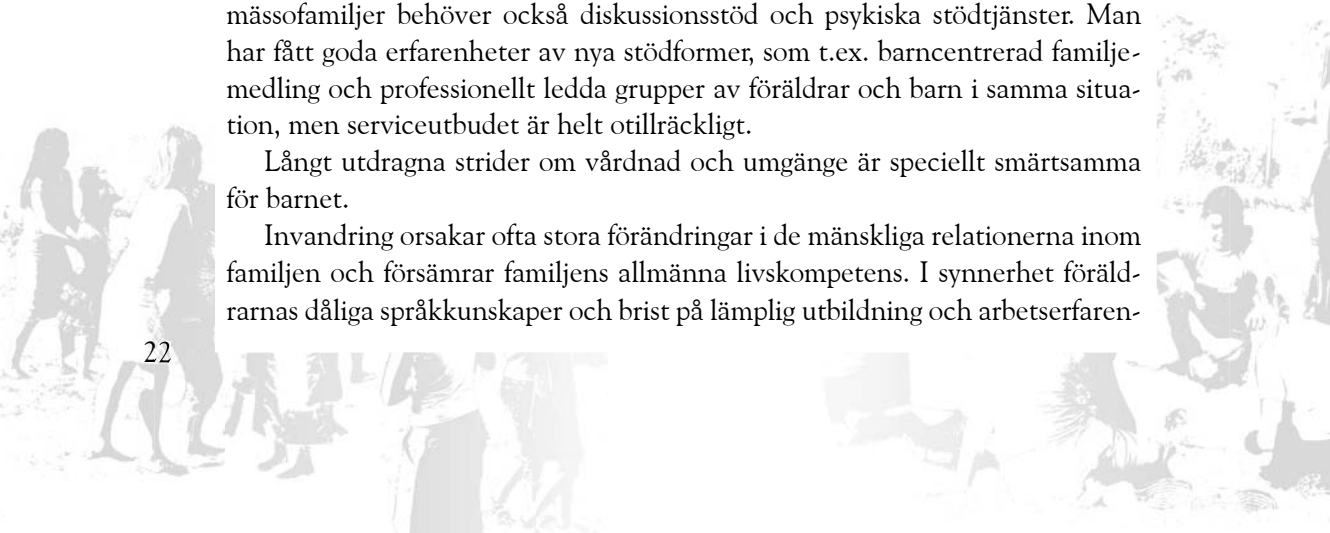 mässofamiljer behöver också diskussionsstöd och psykiska stödtjänster. Man
har fått goda erfarenheter av nya stödformer, som t.ex. barncentrerad familje-
medling och professionellt ledda grupper av föräldrar och barn i samma situa-
tion, men serviceutbudet är helt otillräckligt.
Långt utdragna strider om vårdnad och umgänge är speciellt smärtsamma
för barnet.
Invandring orsakar ofta stora förändringar i de mänskliga relationerna inom
familjen och försämrar familjens allmänna livskompetens. I synnerhet föräld-
rarnas dåliga språkkunskaper och brist på lämplig utbildning och arbetserfaren-
22